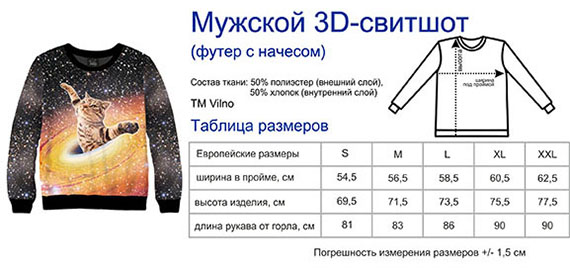 Мужской 3D-свитшот
(футер с начесом)
Состав ткани: 50% полиэстер (внешний слой),
50% хлопок (внутренний слой)
ТМ Vilno
высота
ширина
под проймой
Таблица размеров
Европейские размеры S M L XL XXL
ширина в пройме, см 54,5 56,5 58,5 60,5 62,5
высота изделия, см 69,5 71,5 73,5 75,5 77,5
длина рукава от горла, см 81 83 86 90 90
Погрешность измерения размеров +/- 1,5 см